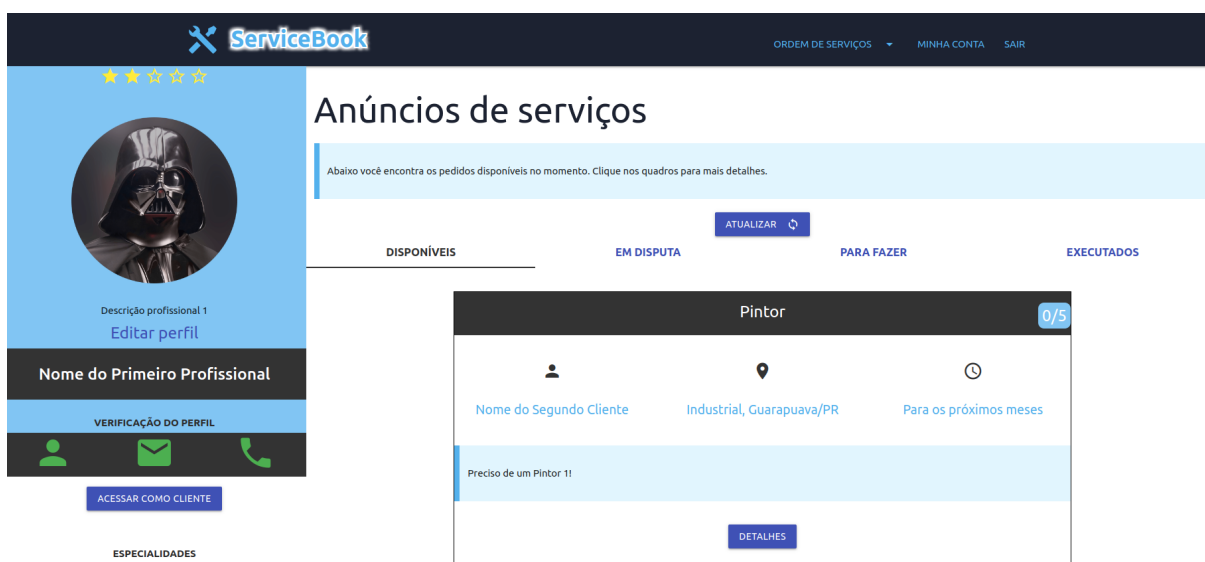 ServiceBook
ORDEM DE SERVIÇOS
MINHA CONTA
SAIR
Descrição profissional 1
Editar perfil
Nome do Primeiro Profissional
VERIFICAÇÃO DO PERFIL
ACESSAR COMO CLIENTE
ESPECIALIDADES
Anúncios de serviços
Abaixo você encontra os pedidos disponíveis no momento. Clique nos quadros para mais detalhes.
ATUALIZAR
DISPONÍVEIS
EM DISPUTA
PARA FAZER
EXECUTADOS
Pintor
0/5
Nome do Segundo Cliente
Industrial, Guarapuava/PR
Para os próximos meses
Preciso de um Pintor 1!
DETALHES